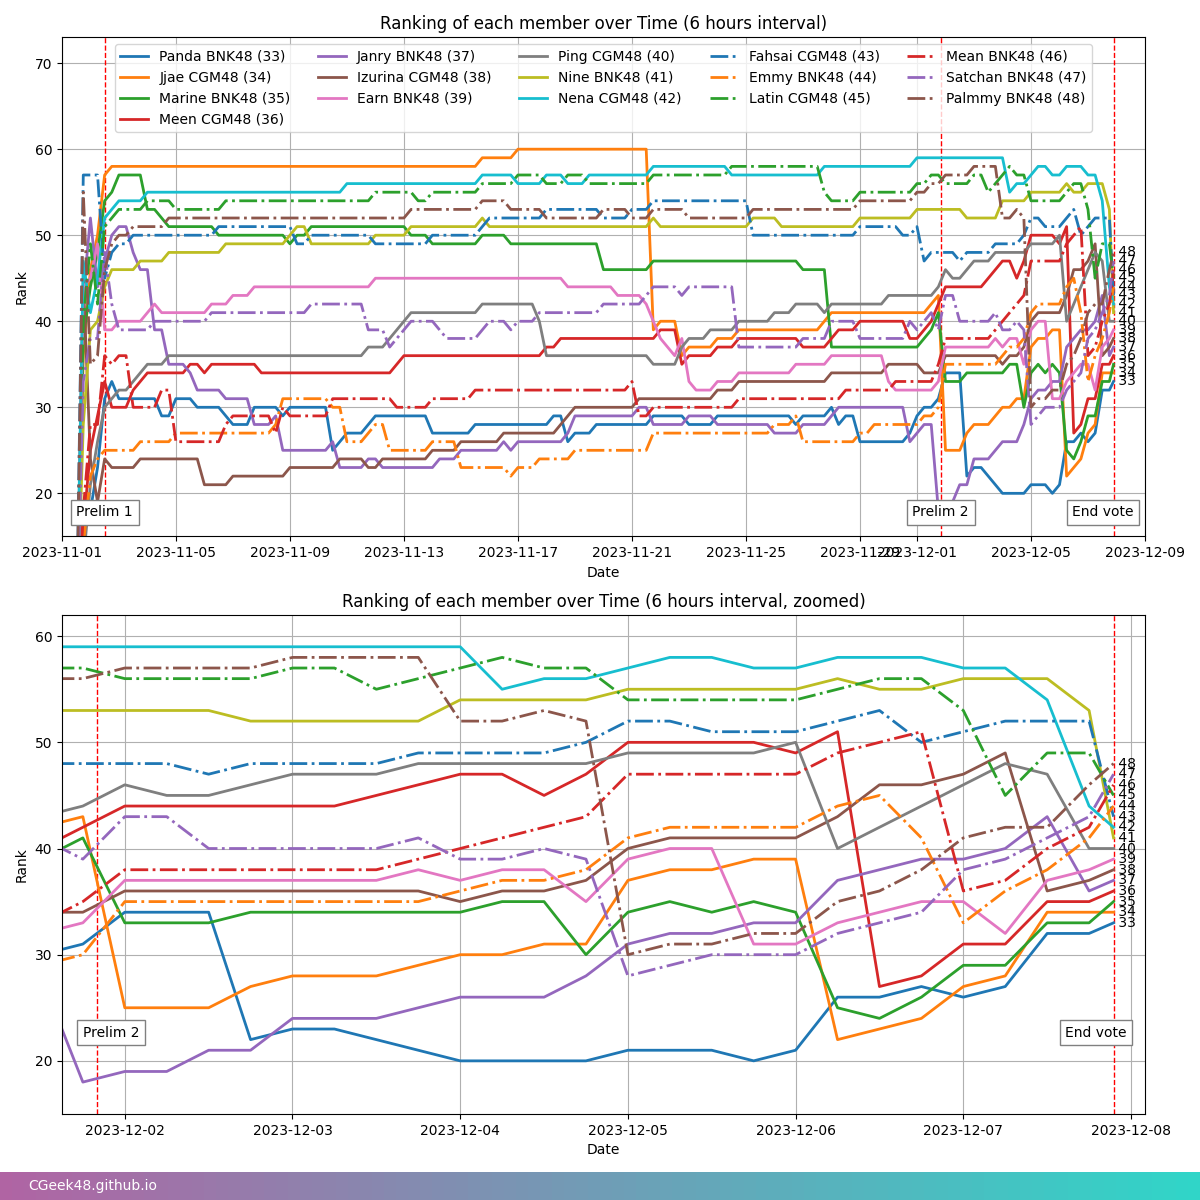 Ranking of each member over Time (6 hours interval)
Panda BNK48 (33)
Jjae CGM48 (34)
Marine BNK48 (35)
Meen CGM48 (36)
Janry BNK48 (37)
Izurina CGM48 (38)
Earn BNK48 (39)
Ping CGM48 (40)
Nine BNK48 (41)
Nena CGM48 (42)
Fahsai CGM48 (43)
Emmy BNK48 (44)
Latin CGM48 (45)
Mean BNK48 (46)
Satchan BNK48 (47)
Palmmy BNK48 (48)
Rank
70
60
50
40
30
20
48
47
46
45
44
43
42
41
40
39
38
37
36
35
34
33
Prelim 1
Prelim 2
End vote
2023-11-01
2023-11-05
2023-11-09
2023-11-13
2023-11-17
2023-11-21
2023-11-25
2023-11-29
2023-12-01
2023-12-05
2023-12-09
Date
Ranking of each member over Time (6 hours interval, zoomed)
Rank
60
50
40
30
20
48
47
46
45
44
43
42
41
40
39
38
37
36
35
34
33
Prelim 2
End vote
2023-12-02
2023-12-03
2023-12-04
2023-12-05
2023-12-06
2023-12-07
2023-12-08
Date
CGeek48.github.io